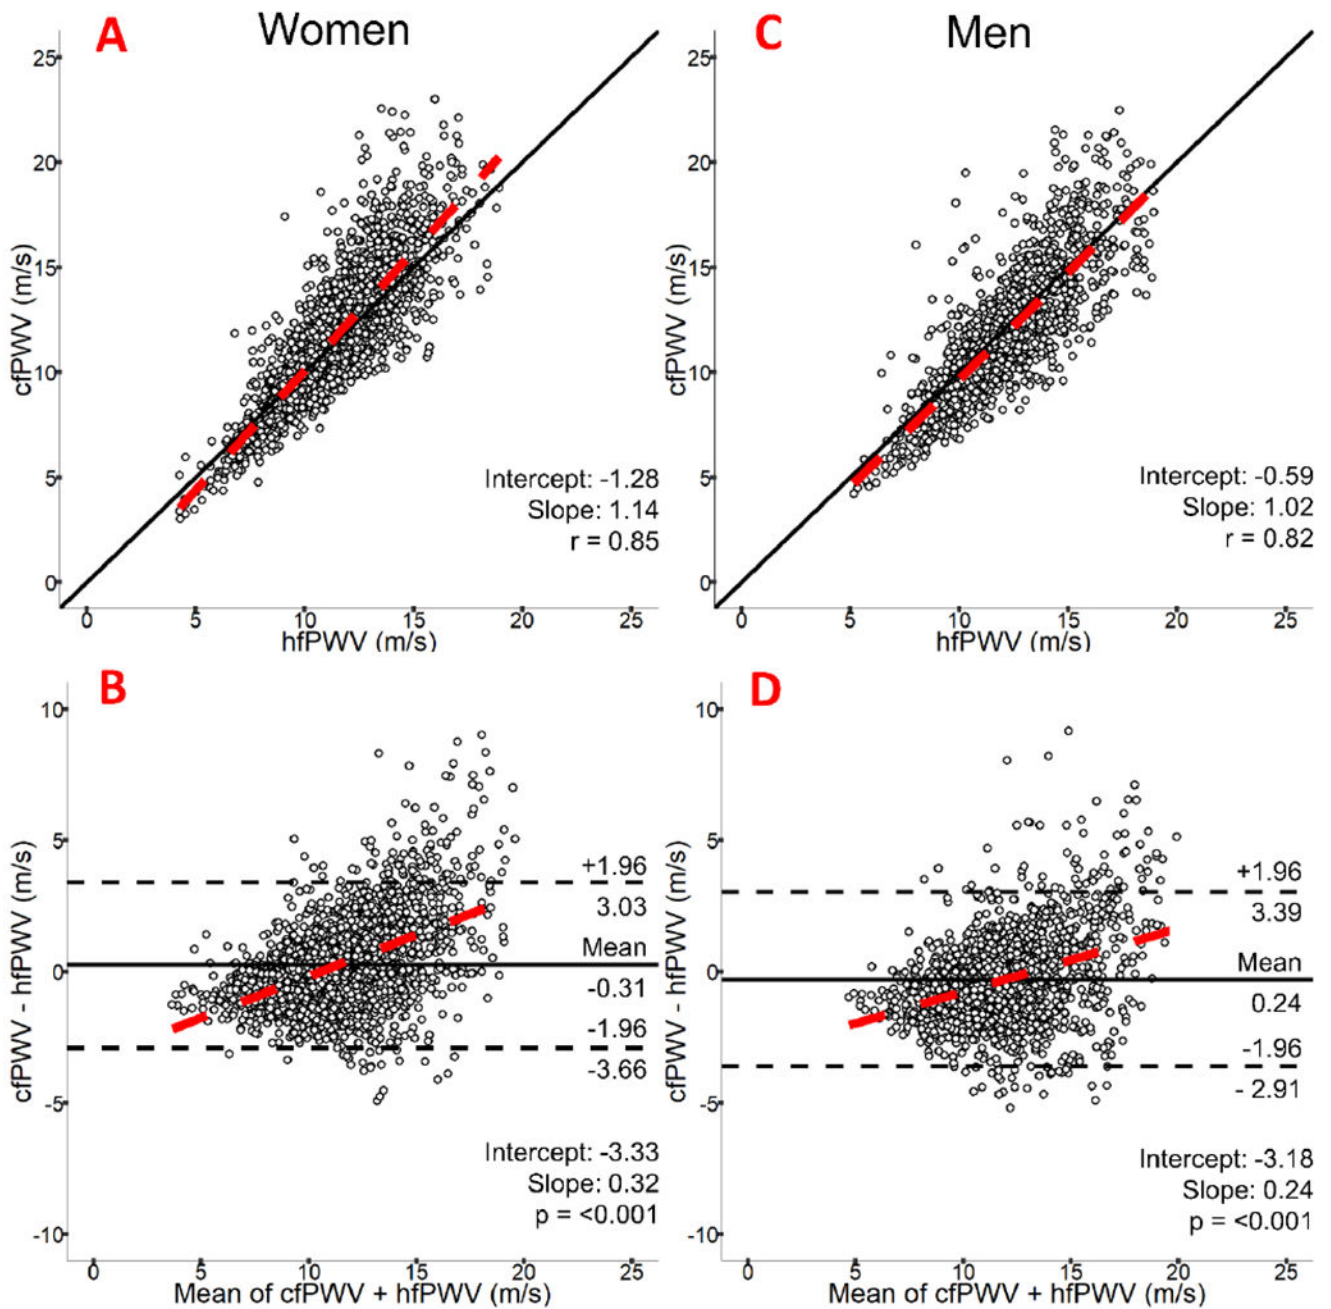 A
Women
25
20
15
10
5
0
cfPWV (m/s)
Intercept: -1.28
Slope: 1.14
r = 0.85
0 5 10 15 20 25
hfPWV (m/s)
C
Men
25
20
15
10
5
0
cfPWV (m/s)
Intercept: -0.59
Slope: 1.02
r = 0.82
0 5 10 15 20 25
hfPWV (m/s)
B
10
5
0
-5
-10
cfPWV - hfPWV (m/s)
+1.96
3.03
Mean
-0.31
-1.96
-3.66
Intercept: -3.33
Slope: 0.32
p = <0.001
0 5 10 15 20 25
Mean of cfPWV + hfPWV (m/s)
D
10
5
0
-5
-10
cfPWV - hfPWV (m/s)
+1.96
3.39
Mean
0.24
-1.96
- 2.91
Intercept: -3.18
Slope: 0.24
p = <0.001
0 5 10 15 20 25
Mean of cfPWV + hfPWV (m/s)